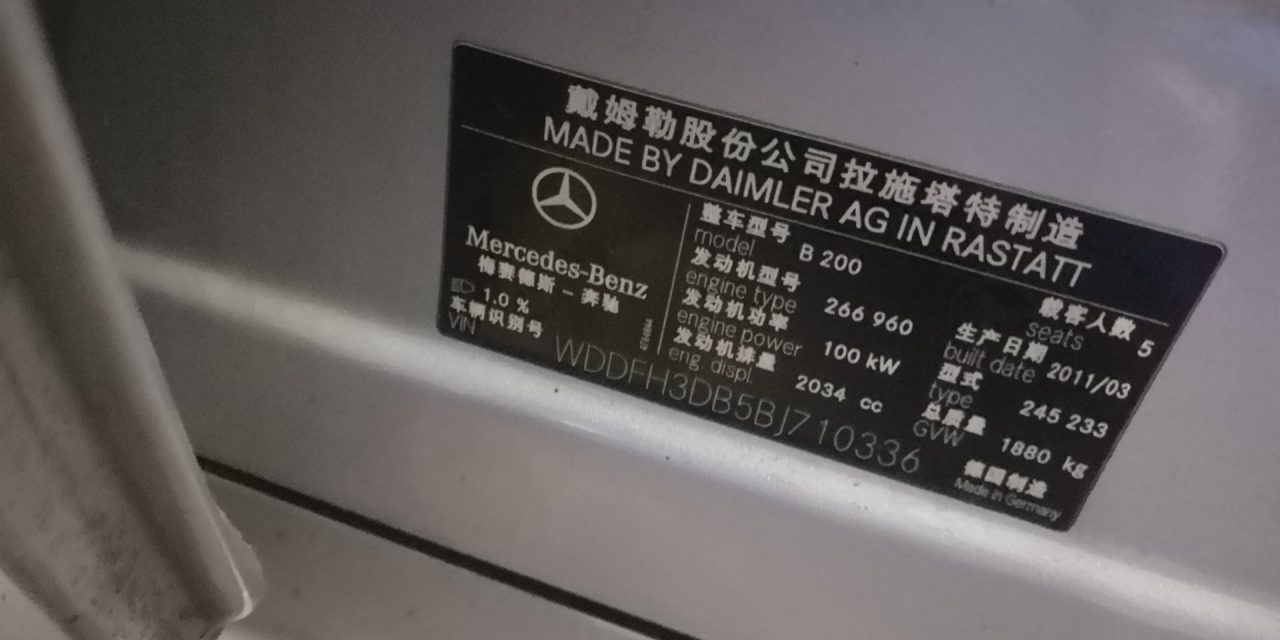 戴姆勒股份公司拉施塔特制造
MADE BY DAIMLER AG IN RASTATT
Mercedes-Benz
梅赛德斯 - 奔驰
1.0 %
车辆识别号
VIN
WDDFH3DB5BJ710336
整车型号
model B 200
发动机型号
engine type 266 960
发动机功率
engine power 100 kW
发动机排量
eng. displ. 2034 cc
载客人数
seats 5
生产日期
built date 2011/03
型式
type 245 233
总质量
GVW 1880 kg
德国制造
Made in Germany